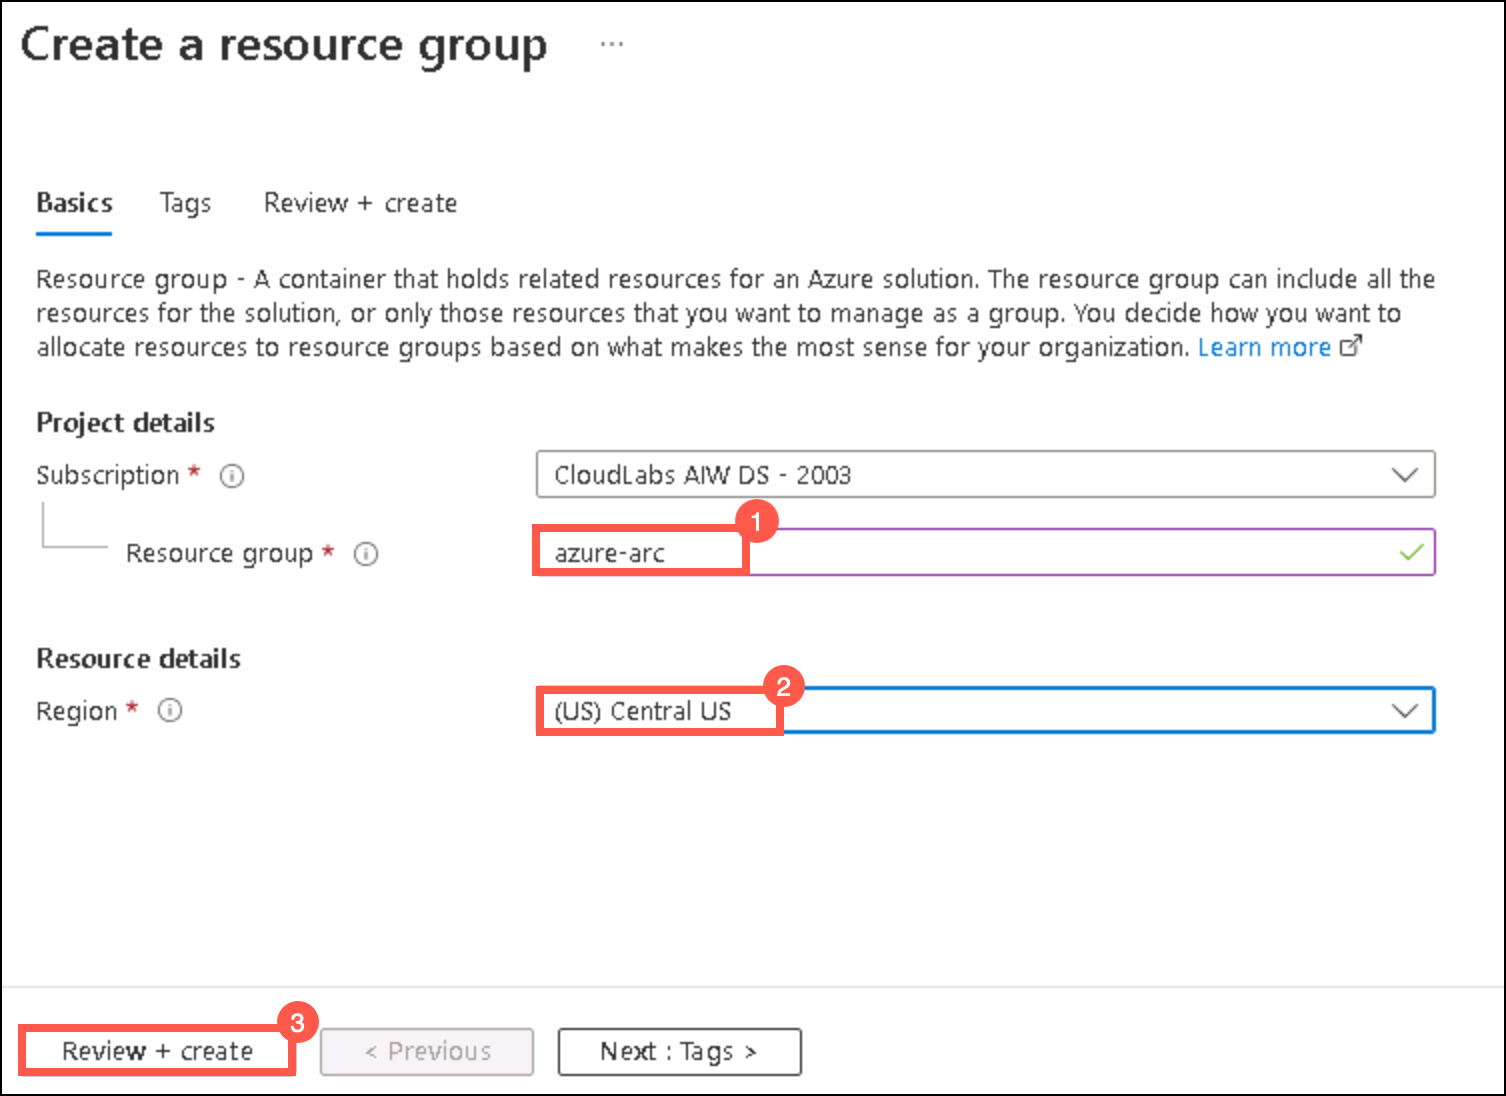 Create a resource group ...
Basics Tags Review + create
Resource group - A container that holds related resources for an Azure solution. The resource group can include all the
resources for the solution, or only those resources that you want to manage as a group. You decide how you want to
allocate resources to resource groups based on what makes the most sense for your organization. Learn more
Project details
Subscription * CloudLabs AIW DS - 2003
1
Resource group * azure-arc
Resource details
2
Region * (US) Central US
3
Review + create < Previous Next : Tags >